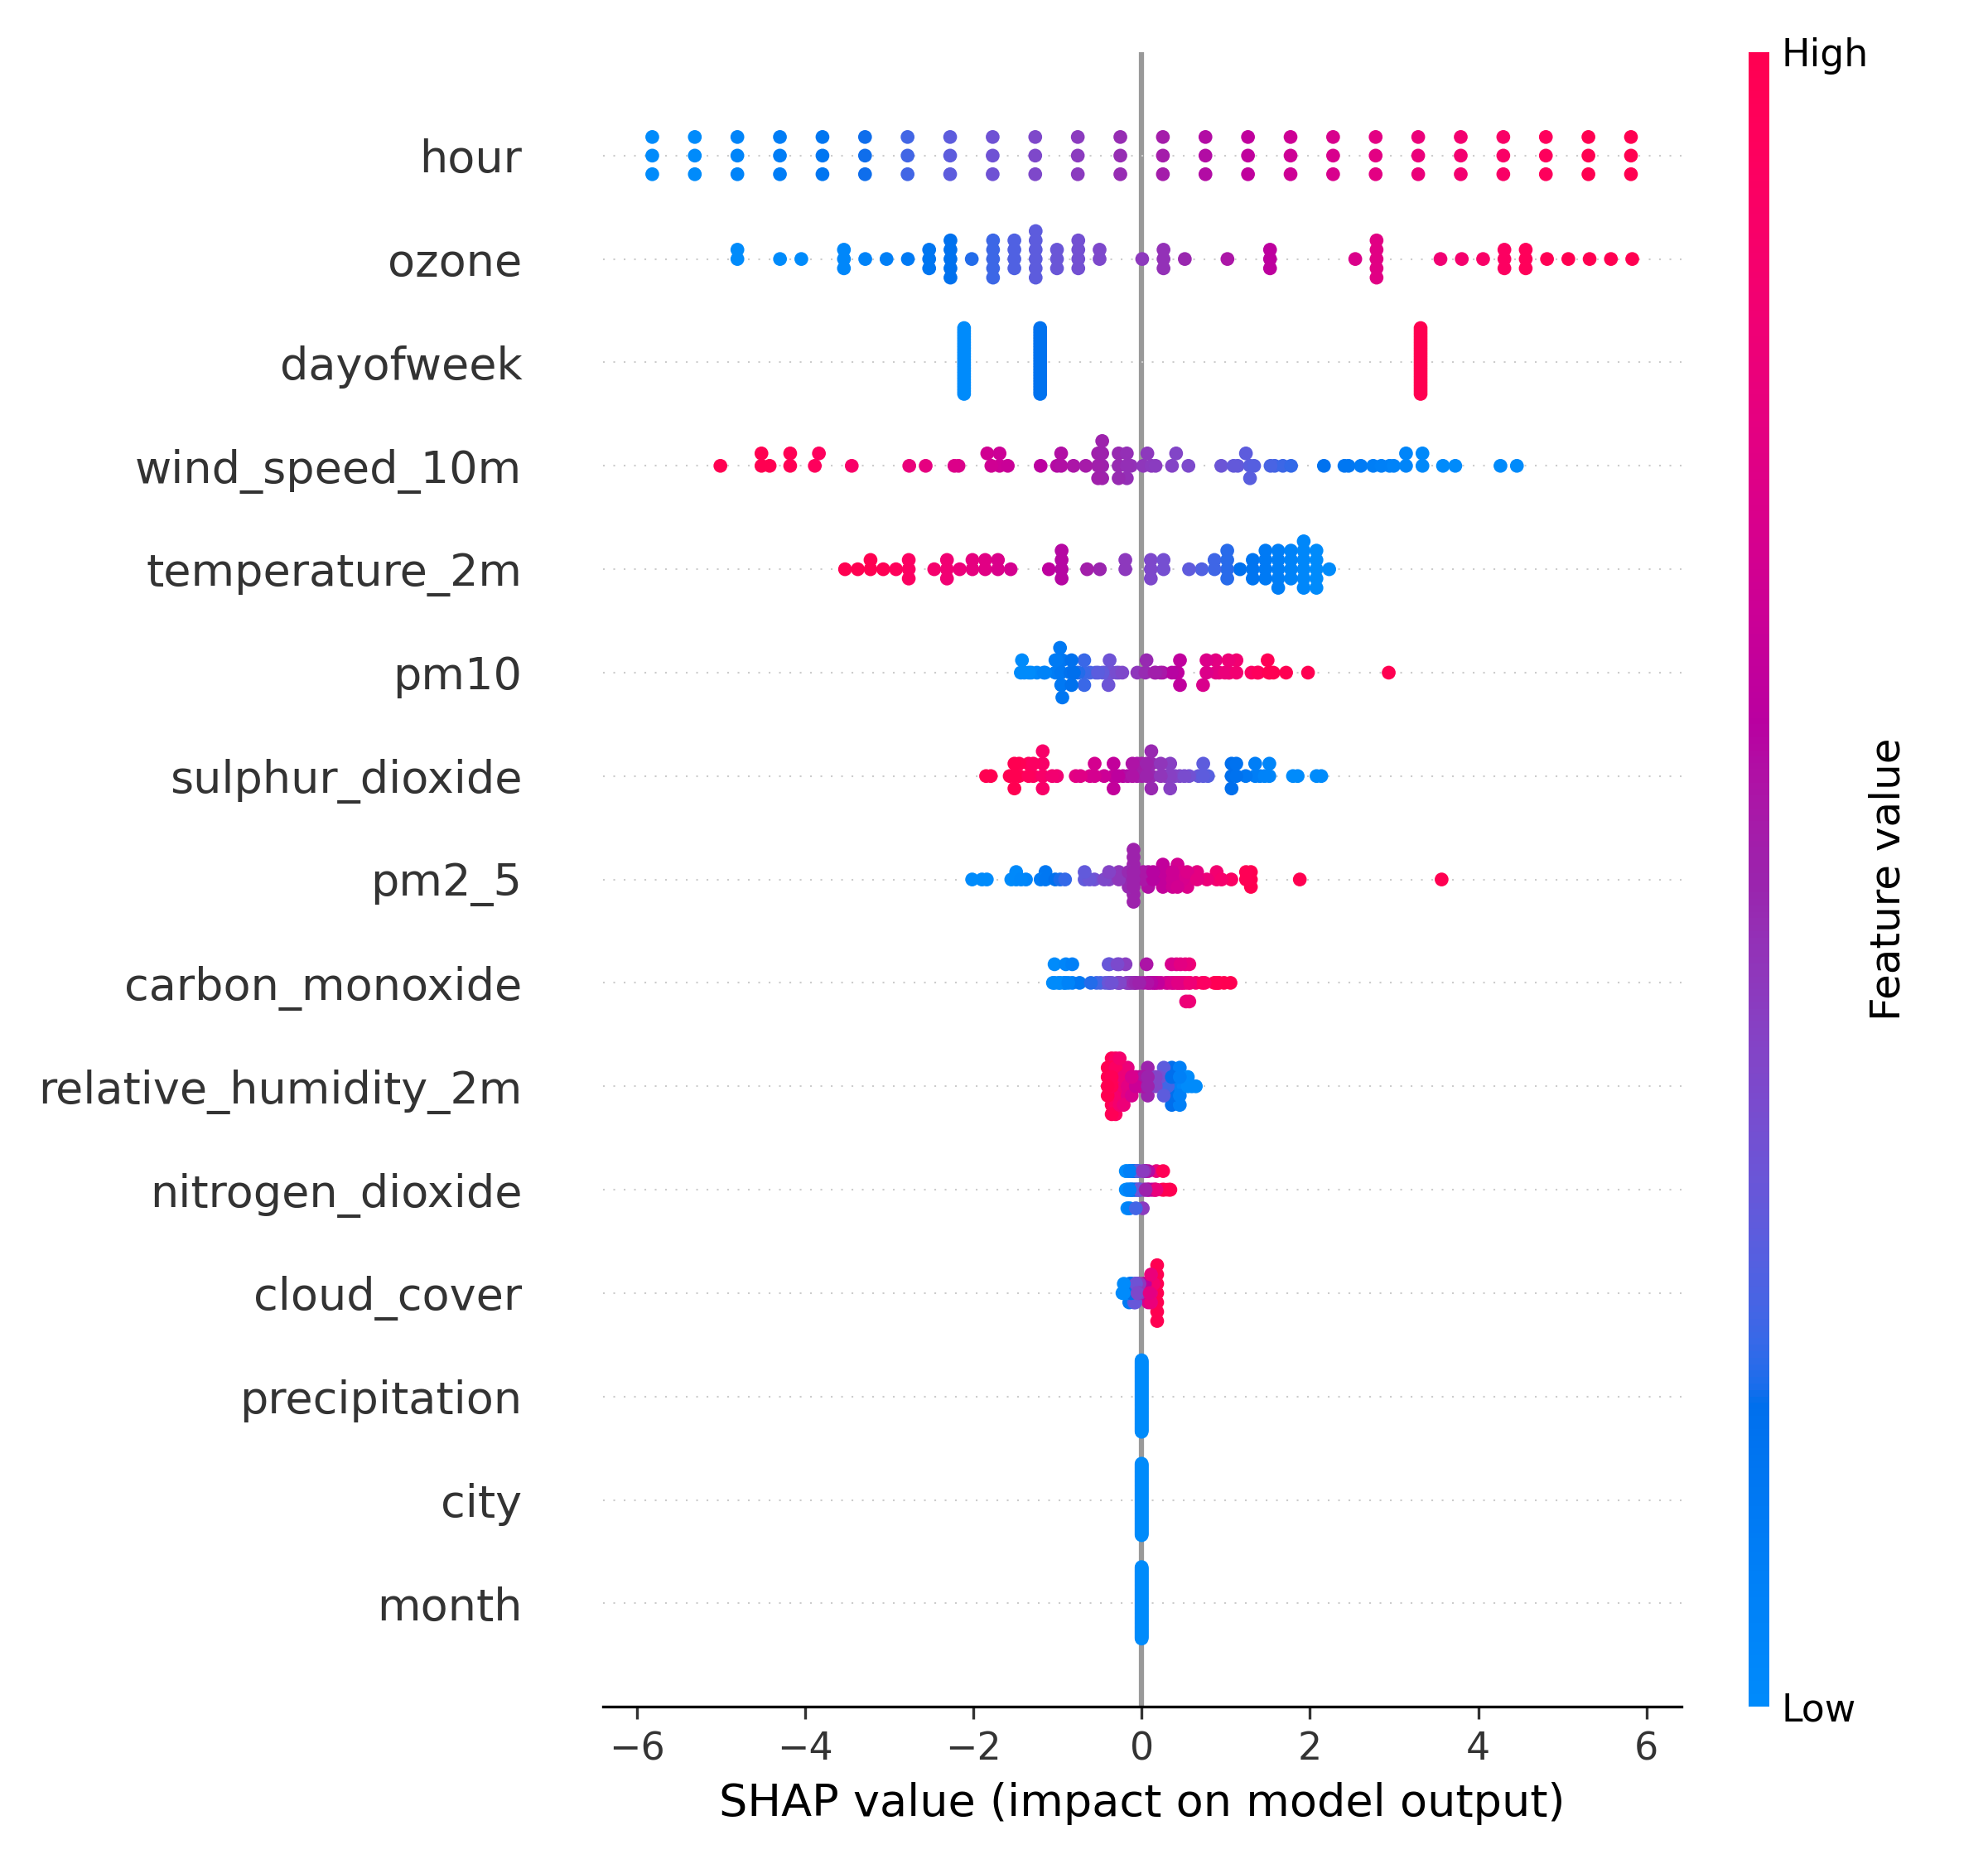 High
hour
ozone
dayofweek
wind_speed_10m
temperature_2m
pm10
sulphur_dioxide
pm2_5
carbon_monoxide
relative_humidity_2m
nitrogen_dioxide
cloud_cover
precipitation
city
month
Feature value
Low
−6 −4 −2 0 2 4 6
SHAP value (impact on model output)